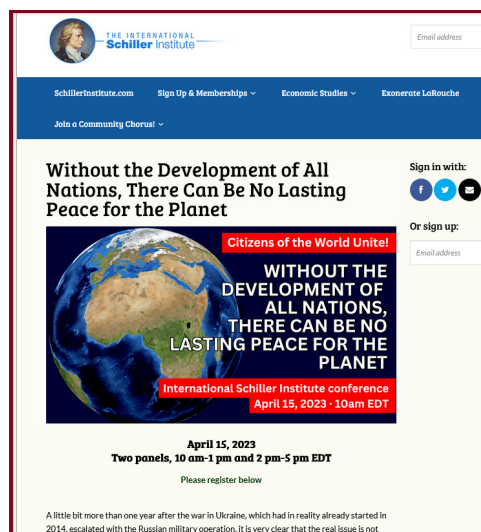 THE INTERNATIONAL
Schiller Institute
Email address
SchillerInstitute.com
Sign Up & Memberships
Economic Studies
Exonerate LaRouche
Join a Community Chorus!
Without the Development of All
Nations, There Can Be No Lasting
Peace for the Planet
Citizens of the World Unite!
WITHOUT THE
DEVELOPMENT OF
ALL NATIONS,
THERE CAN BE NO
LASTING PEACE FOR THE
PLANET
International Schiller Institute conference
April 15, 2023 · 10am EDT
April 15, 2023
Two panels, 10 am-1 pm and 2 pm-5 pm EDT
Please register below
A little bit more than one year after the war in Ukraine, which had in reality already started in
2014, escalated with the Russian military operation, it is very clear that the real issue is not
Sign in with:
Or sign up:
Email address